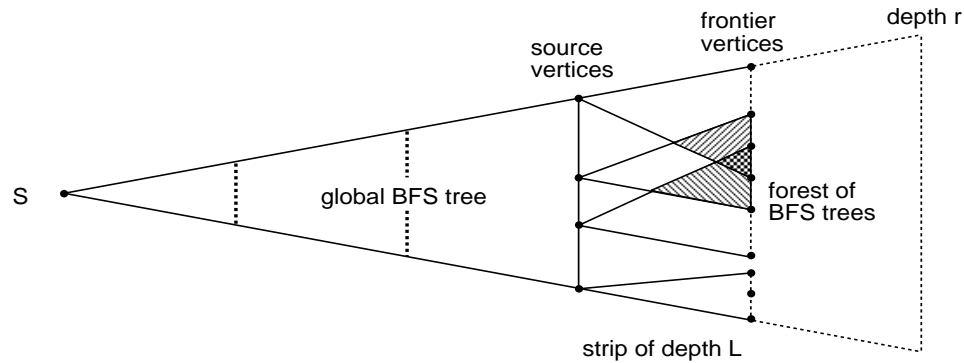 depth r
frontier
vertices
source
vertices
S
global BFS tree
forest of
BFS trees
strip of depth L